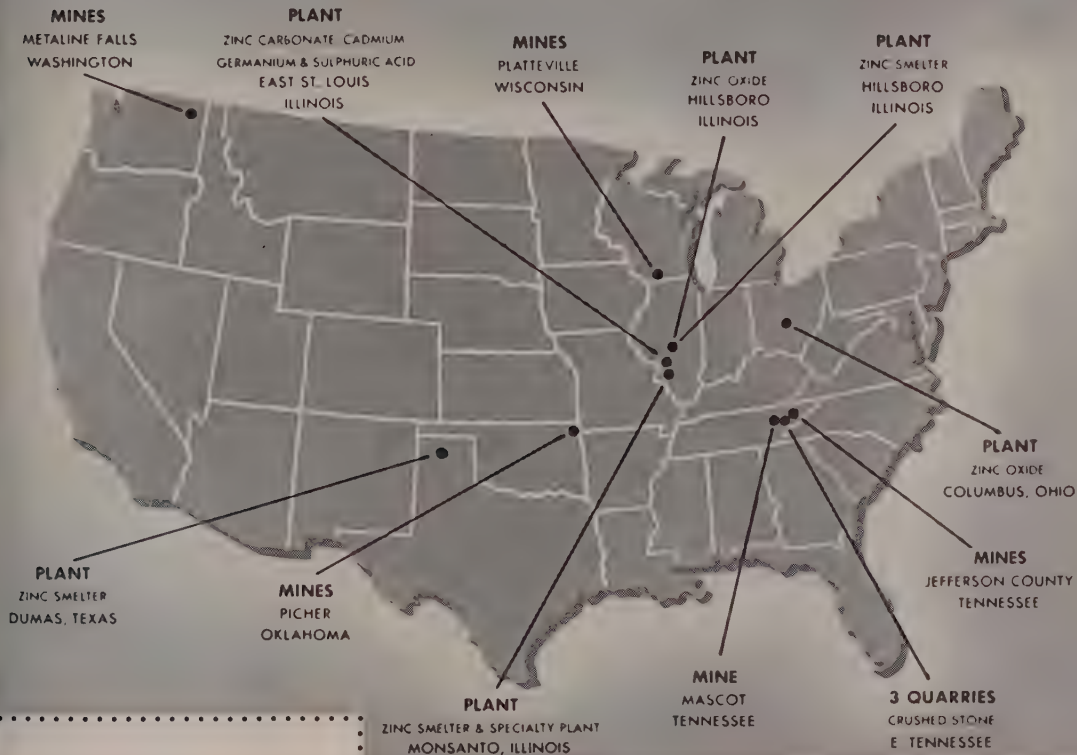 MINES
METALINE FALLS
WASHINGTON
PLANT
ZINC CARBONATE, CADMIUM
GERMANIUM & SULPHURIC ACID
EAST ST. LOUIS
ILLINOIS
MINES
PLATTEVILLE
WISCONSIN
PLANT
ZINC OXIDE
HILLSBORO
ILLINOIS
PLANT
ZINC SMELTER
HILLSBORO
ILLINOIS
PLANT
ZINC OXIDE
COLUMBUS, OHIO
MINES
JEFFERSON COUNTY
TENNESSEE
3 QUARRIES
CRUSHED STONE
E. TENNESSEE
MINE
MASCOT
TENNESSEE
PLANT
ZINC SMELTER & SPECIALTY PLANT
MONSANTO, ILLINOIS
MINES
PICHER
OKLAHOMA
PLANT
ZINC SMELTER
DUMAS, TEXAS